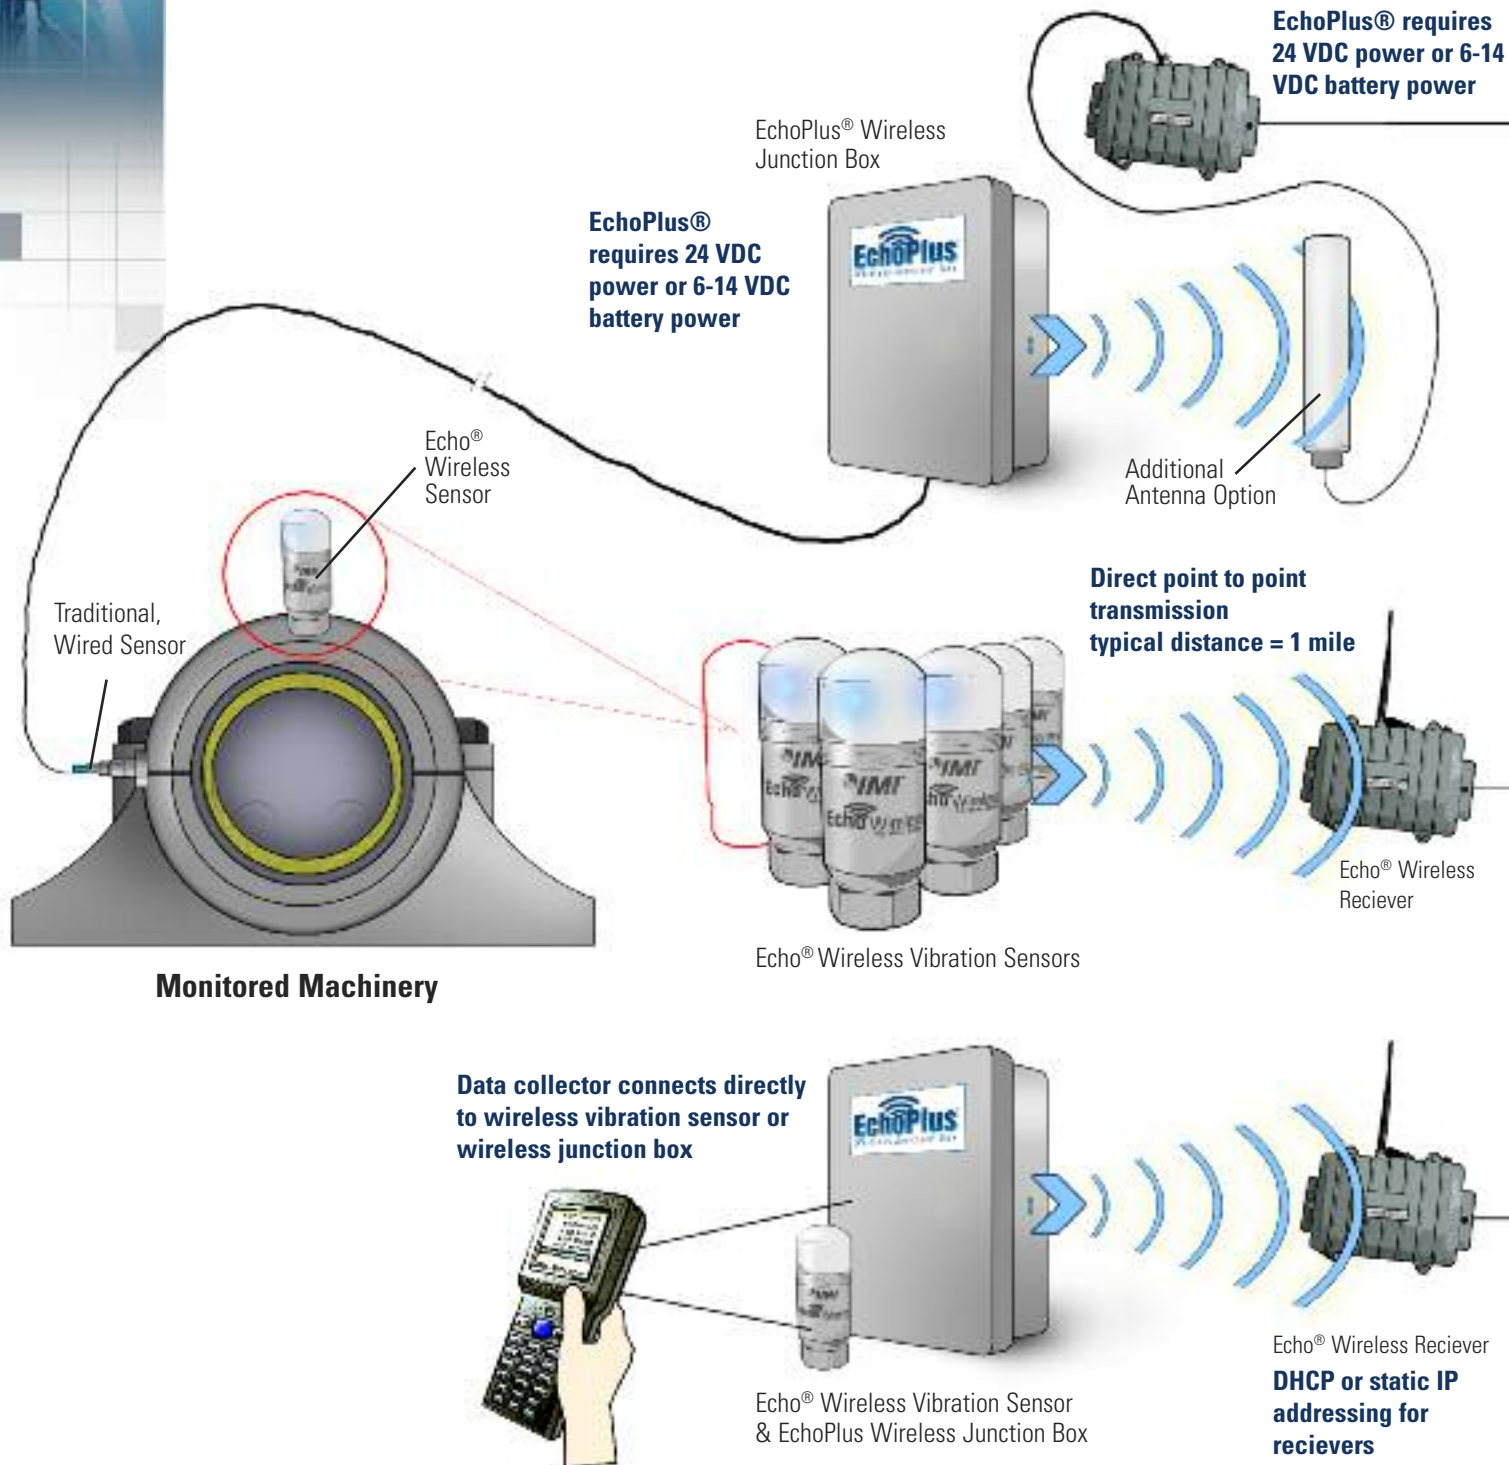 EchoPlus® requires
24 VDC power or 6-14
VDC battery power
EchoPlus® Wireless
Junction Box
EchoPlus®
requires 24 VDC
power or 6-14 VDC
battery power
EchoPlus
Additional
Antenna Option
Echo®
Wireless
Sensor
Traditional,
Wired Sensor
Direct point to point
transmission
typical distance = 1 mile
IMI
Echo Wireless
Echo® Wireless
Reciever
Echo® Wireless Vibration Sensors
Monitored Machinery
Data collector connects directly
to wireless vibration sensor or
wireless junction box
EchoPlus
IMI
Echo® Wireless Vibration Sensor
& EchoPlus Wireless Junction Box
Echo® Wireless Reciever
DHCP or static IP
addressing for
recievers